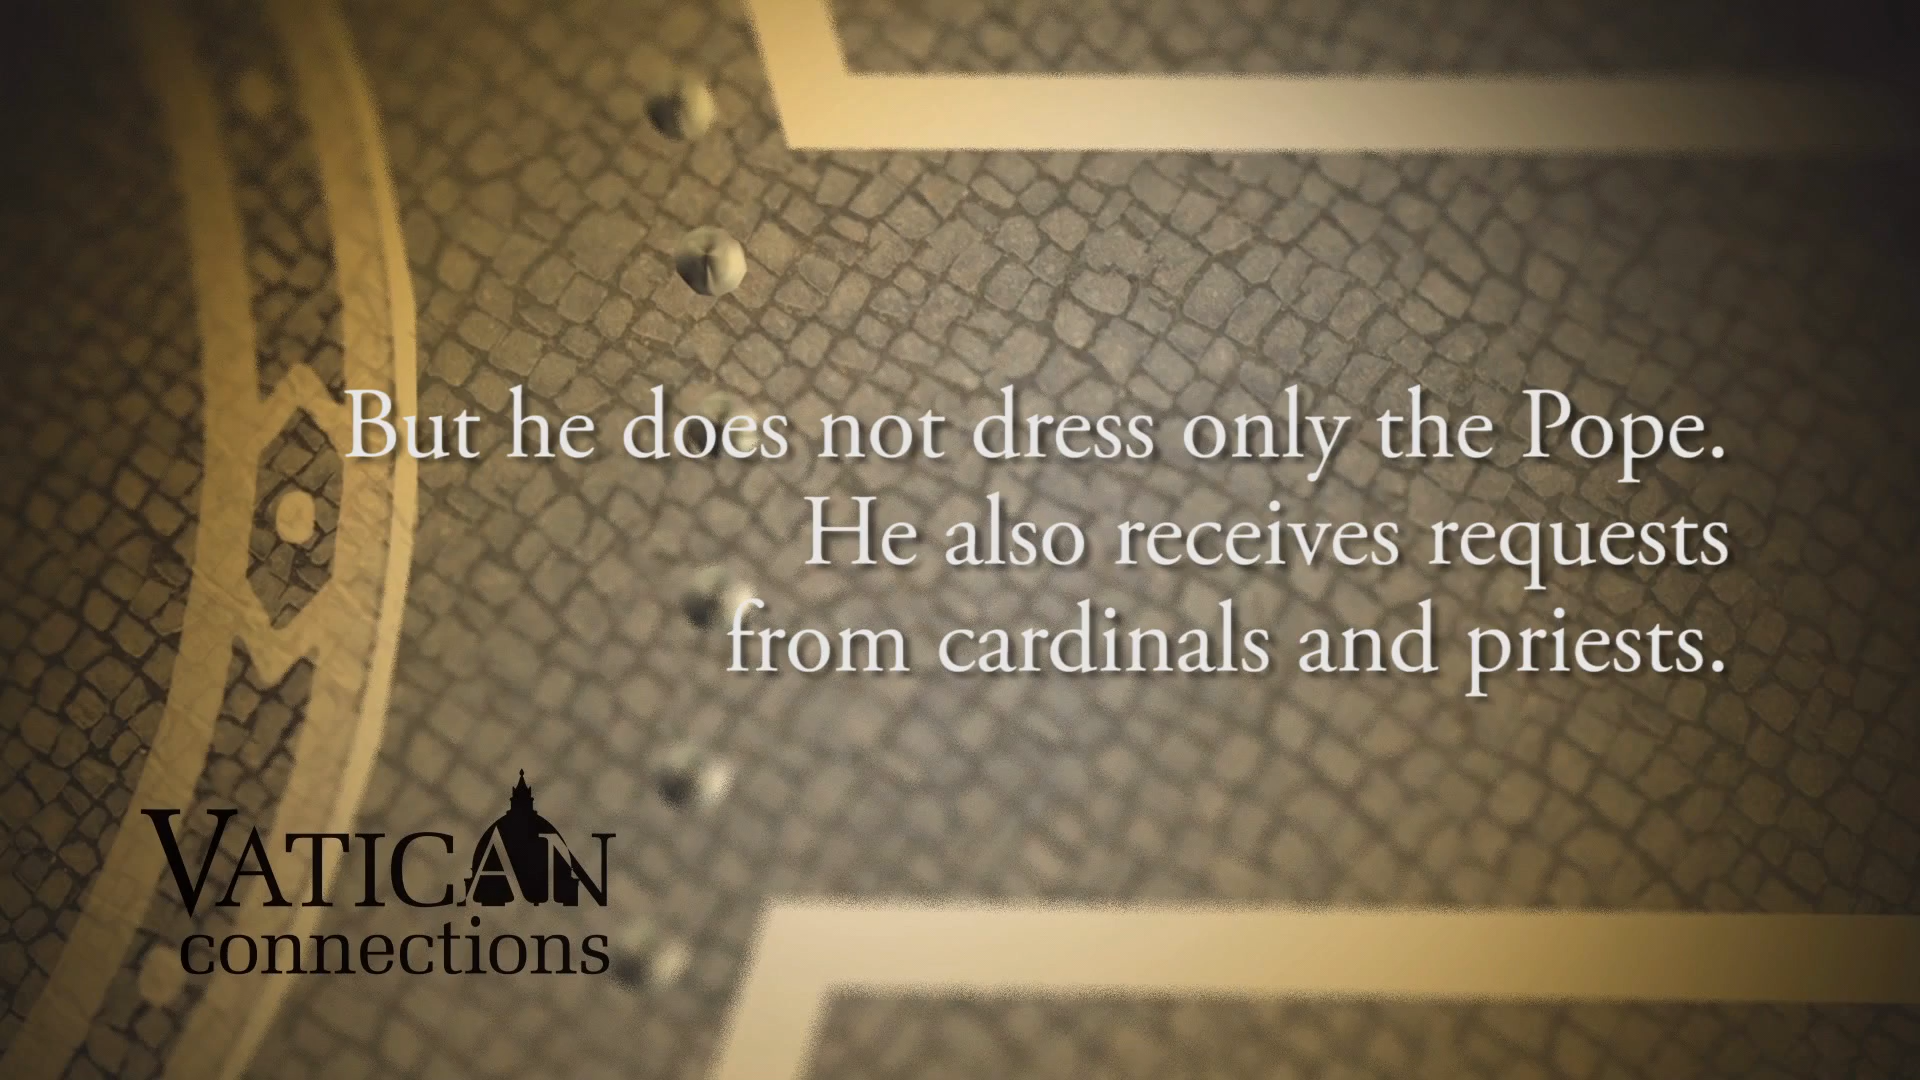 But he does not dress only the Pope.
He also receives requests
from cardinals and priests.
VATICAN
connections